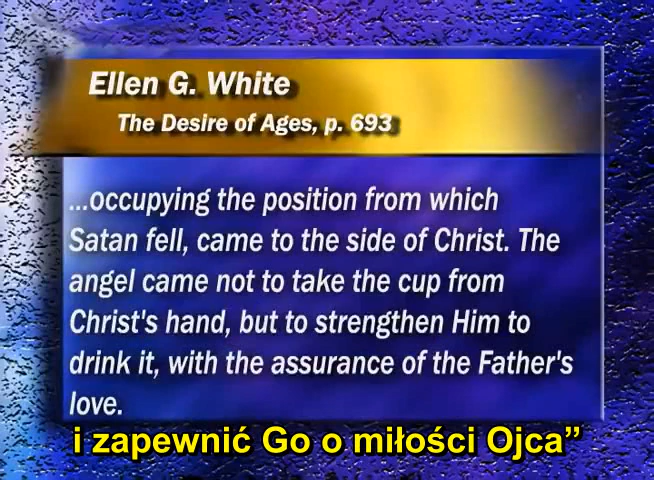 Ellen G. White
The Desire of Ages, p. 693
...occupying the position from which
Satan fell, came to the side of Christ. The
angel came not to take the cup from
Christ's hand, but to strengthen Him to
drink it, with the assurance of the Father's
love.
i zapewnić Go o miłości Ojca”